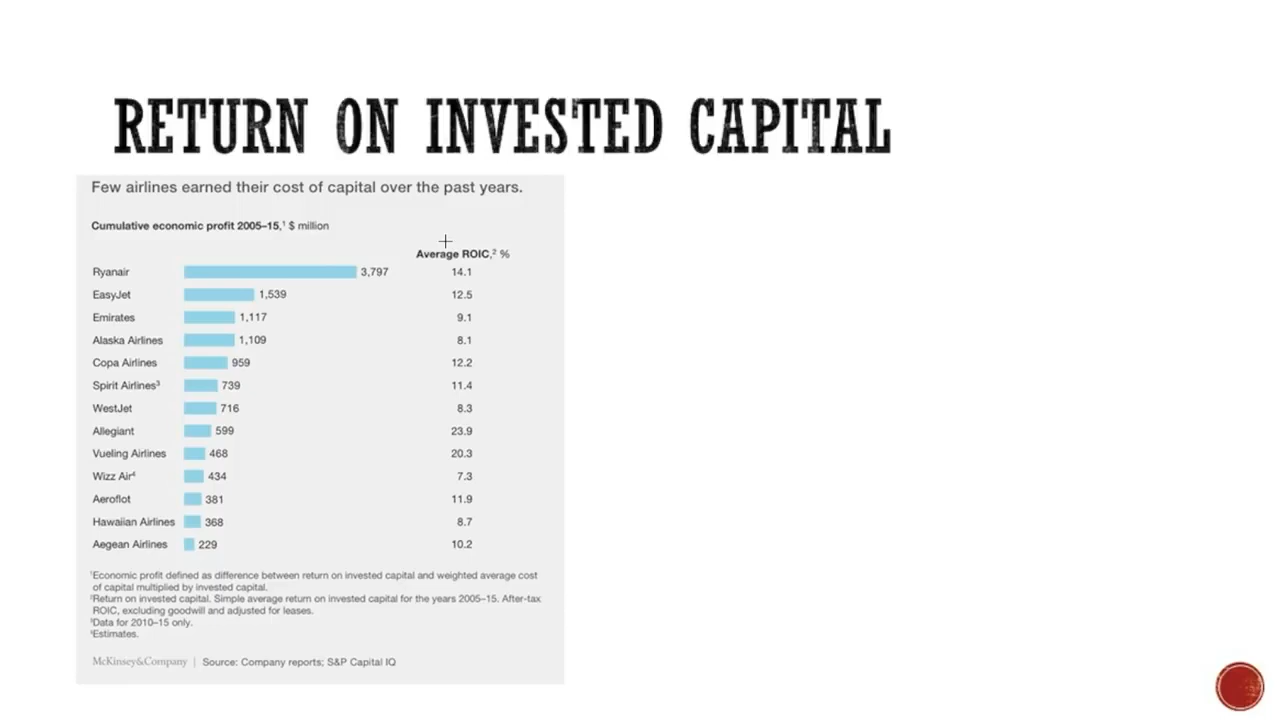 RETURN ON INVESTED CAPITAL
Few airlines earned their cost of capital over the past years.
Cumulative economic profit 2005–15,¹ $ million
Average ROIC,² %
Ryanair 3,797 14.1
EasyJet 1,539 12.5
Emirates 1,117 9.1
Alaska Airlines 1,109 8.1
Copa Airlines 959 12.2
Spirit Airlines³ 739 11.4
WestJet 716 8.3
Allegiant 599 23.9
Vueling Airlines 468 20.3
Wizz Air⁴ 434 7.3
Aeroflot 381 11.9
Hawaiian Airlines 368 8.7
Aegean Airlines 229 10.2
¹Economic profit defined as difference between return on invested capital and weighted average cost
of capital multiplied by invested capital.
²Return on invested capital. Simple average return on invested capital for the years 2005–15. After-tax
ROIC, excluding goodwill and adjusted for leases.
³Data for 2010–15 only.
⁴Estimates.
McKinsey&Company | Source: Company reports; S&P Capital IQ